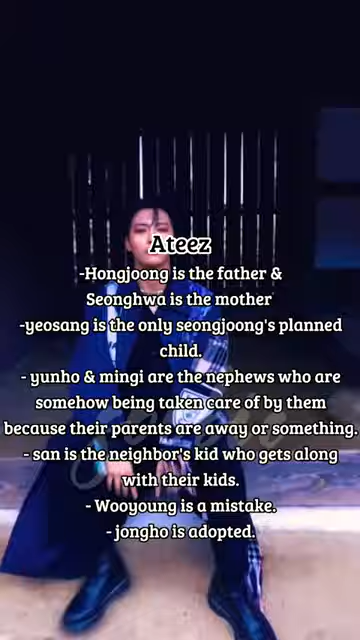 Ateez
-Hongjoong is the father &
Seonghwa is the mother
-yeosang is the only seongjoong's planned
child.
- yunho & mingi are the nephews who are
somehow being taken care of by them
because their parents are away or something.
- san is the neighbor's kid who gets along
with their kids.
- Wooyoung is a mistake.
- jongho is adopted.